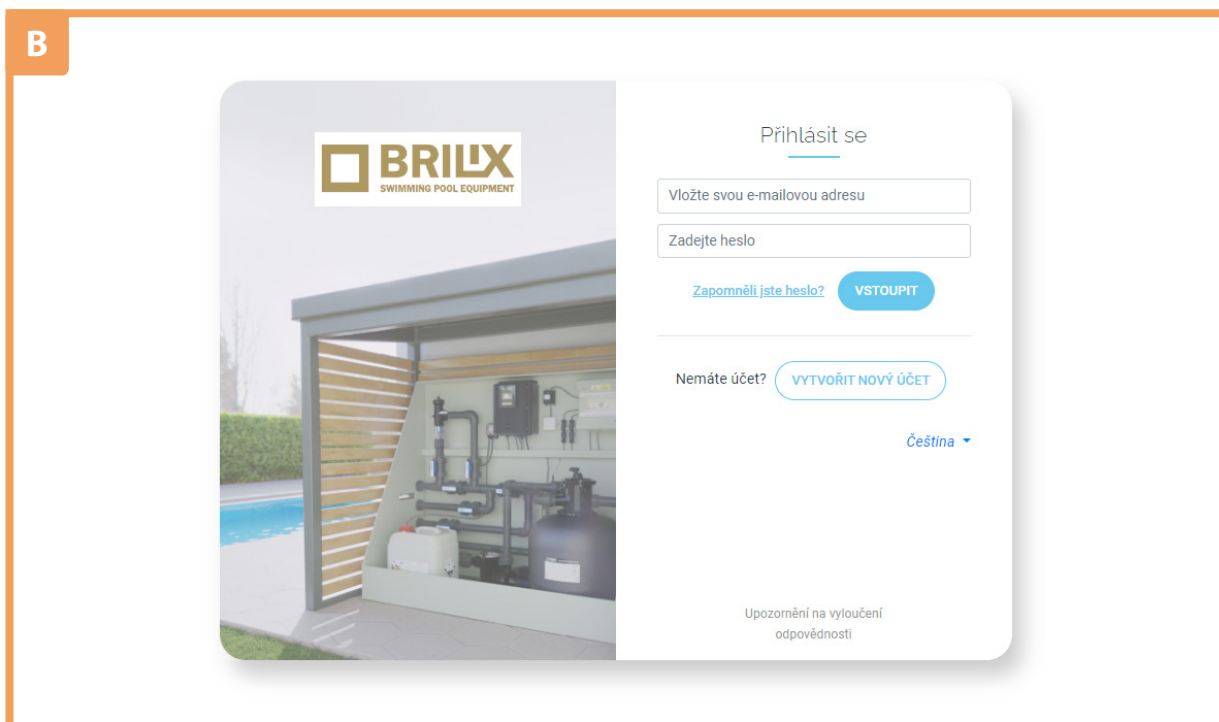 B
BRILIX
SWIMMING POOL EQUIPMENT
Přihlásit se
Vložte svou e-mailovou adresu
Zadejte heslo
Zapomněli jste heslo? VSTOUPIT
Nemáte účet? VYTVOŘIT NOVÝ ÚČET
Čeština
Upozornění na vyloučení
odpovědnosti